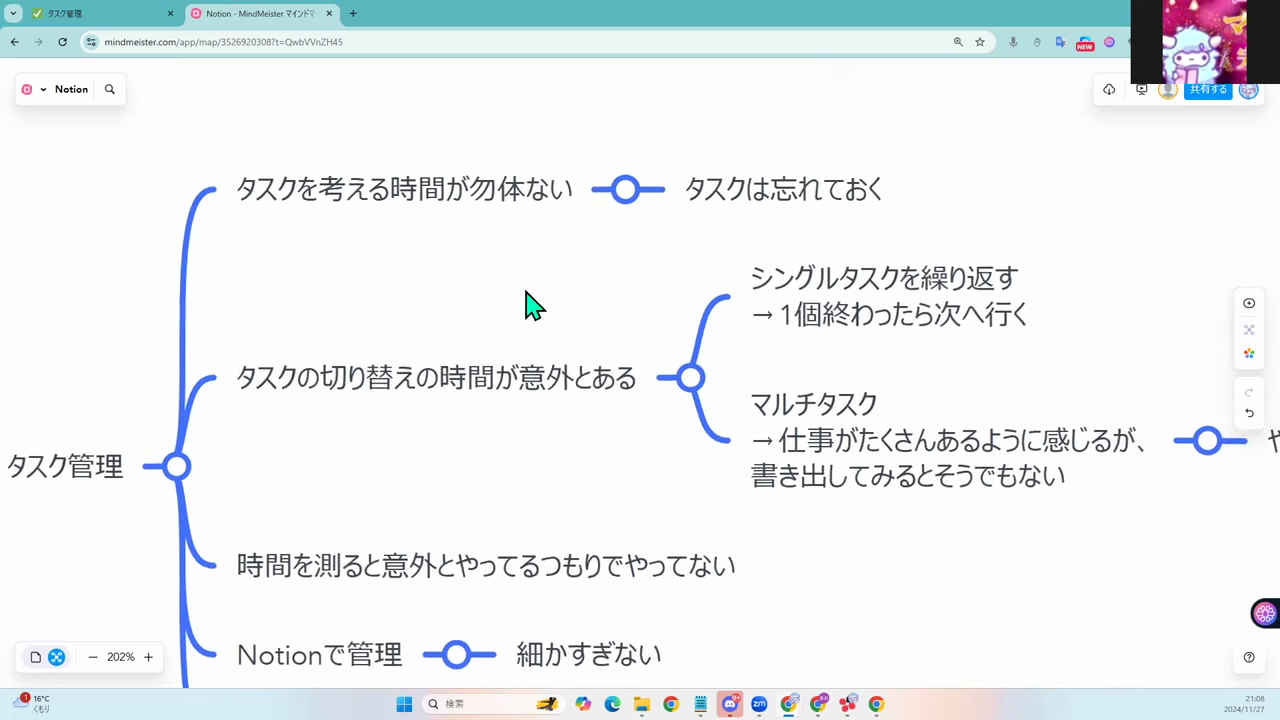 タスク管理
Notion - MindMeister マインドマ
mindmeister.com/app/map/3526920308?t=QwbVVnZH45
NEW
Notion
共有する
タスクを考える時間が勿体ない
タスクは忘れておく
シングルタスクを繰り返す
→ 1個終わったら次へ行く
タスクの切り替えの時間が意外とある
マルチタスク
→ 仕事がたくさんあるように感じるが、
書き出してみるとそうでもない
タスク管理
時間を測ると意外とやってるつもりでやってない
Notionで管理
細かすぎない
202%
1
16°C
くもり
検索
zm
21:08
2024/11/27